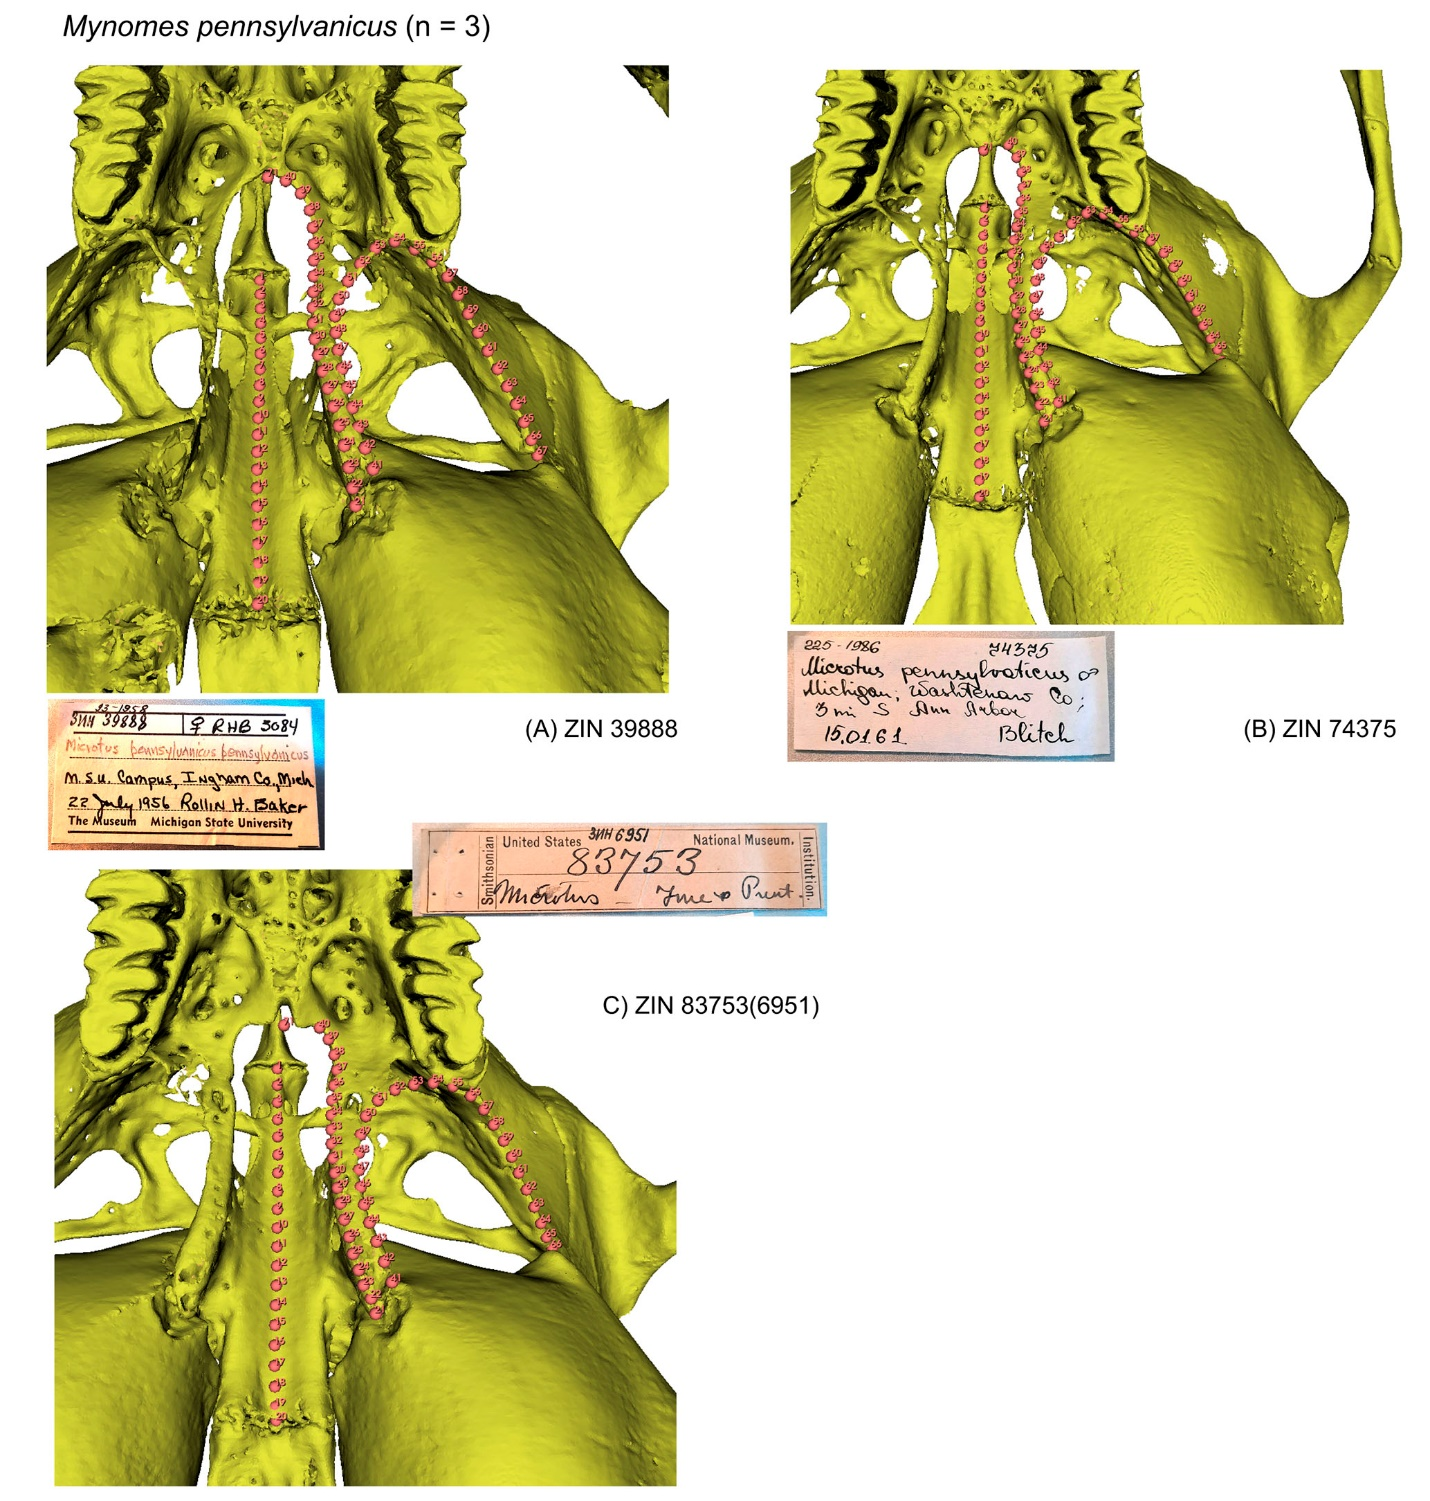 Mynomes pennsylvanicus (n = 3)
(A) ZIN 39888
(B) ZIN 74375
23-1958
ЗИН 39888 ♀ RHB 3084
Microtus pennsylvanicus pennsylvanicus
M.S.U. Campus, Ingham Co., Mich
22 July 1956 Rollin H. Baker
The Museum Michigan State University
225-1986 74375
Microtus pennsylvaticus ♂
Michigan; Washtenaw Co;
3 mi S Ann Arbor
15.01.61 Blitch
United States ЗИН 6951 National Museum.
83753
Smithsonian
Microtus
Institution.
C) ZIN 83753(6951)